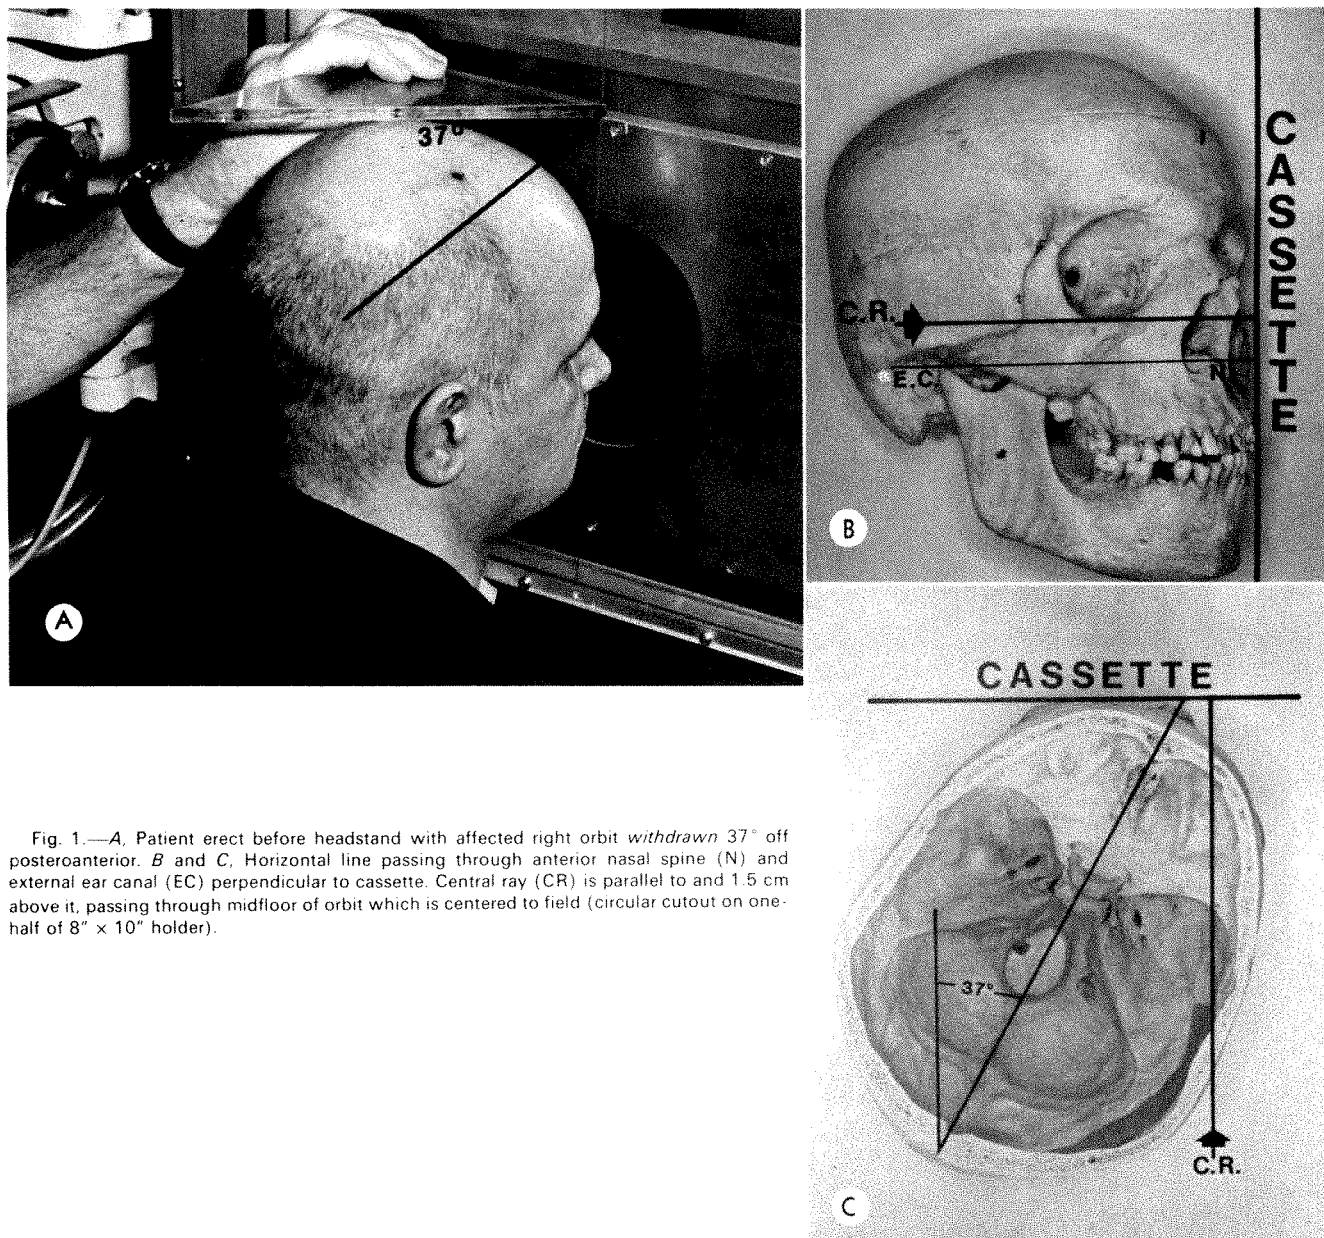 37°
A
CASSETTE
C.R.
E.C.
N
B
CASSETTE
37°
C.R.
C
Fig. 1.—A, Patient erect before headstand with affected right orbit withdrawn 37° off
posteroanterior. B and C, Horizontal line passing through anterior nasal spine (N) and
external ear canal (EC) perpendicular to cassette. Central ray (CR) is parallel to and 1.5 cm
above it, passing through midfloor of orbit which is centered to field (circular cutout on one-
half of 8″ × 10″ holder).